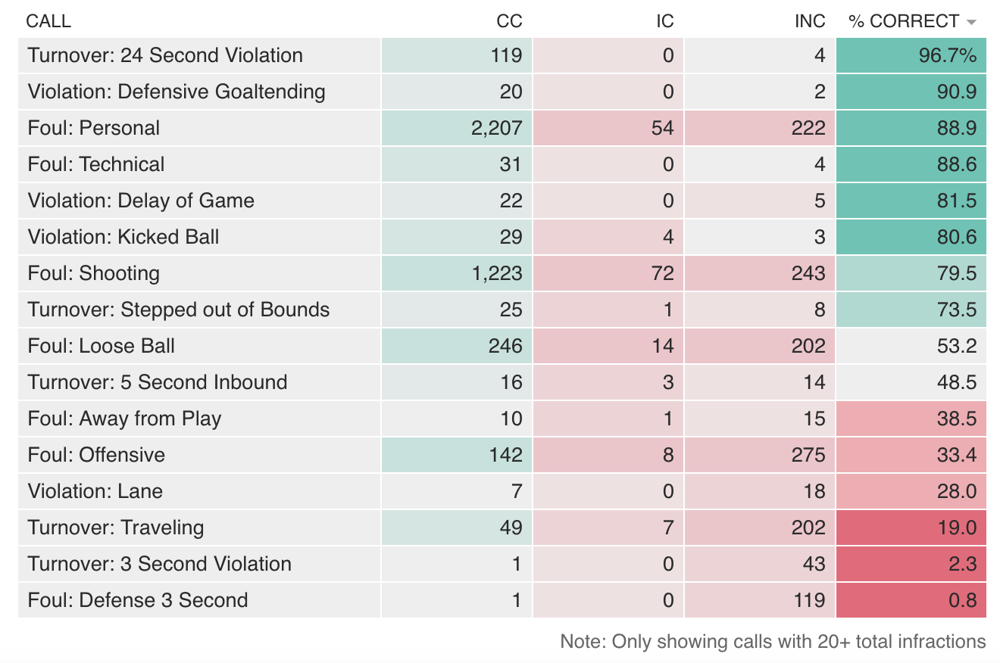 CALL CC IC INC % CORRECT
Turnover: 24 Second Violation 119 0 4 96.7%
Violation: Defensive Goaltending 20 0 2 90.9
Foul: Personal 2,207 54 222 88.9
Foul: Technical 31 0 4 88.6
Violation: Delay of Game 22 0 5 81.5
Violation: Kicked Ball 29 4 3 80.6
Foul: Shooting 1,223 72 243 79.5
Turnover: Stepped out of Bounds 25 1 8 73.5
Foul: Loose Ball 246 14 202 53.2
Turnover: 5 Second Inbound 16 3 14 48.5
Foul: Away from Play 10 1 15 38.5
Foul: Offensive 142 8 275 33.4
Violation: Lane 7 0 18 28.0
Turnover: Traveling 49 7 202 19.0
Turnover: 3 Second Violation 1 0 43 2.3
Foul: Defense 3 Second 1 0 119 0.8
Note: Only showing calls with 20+ total infractions